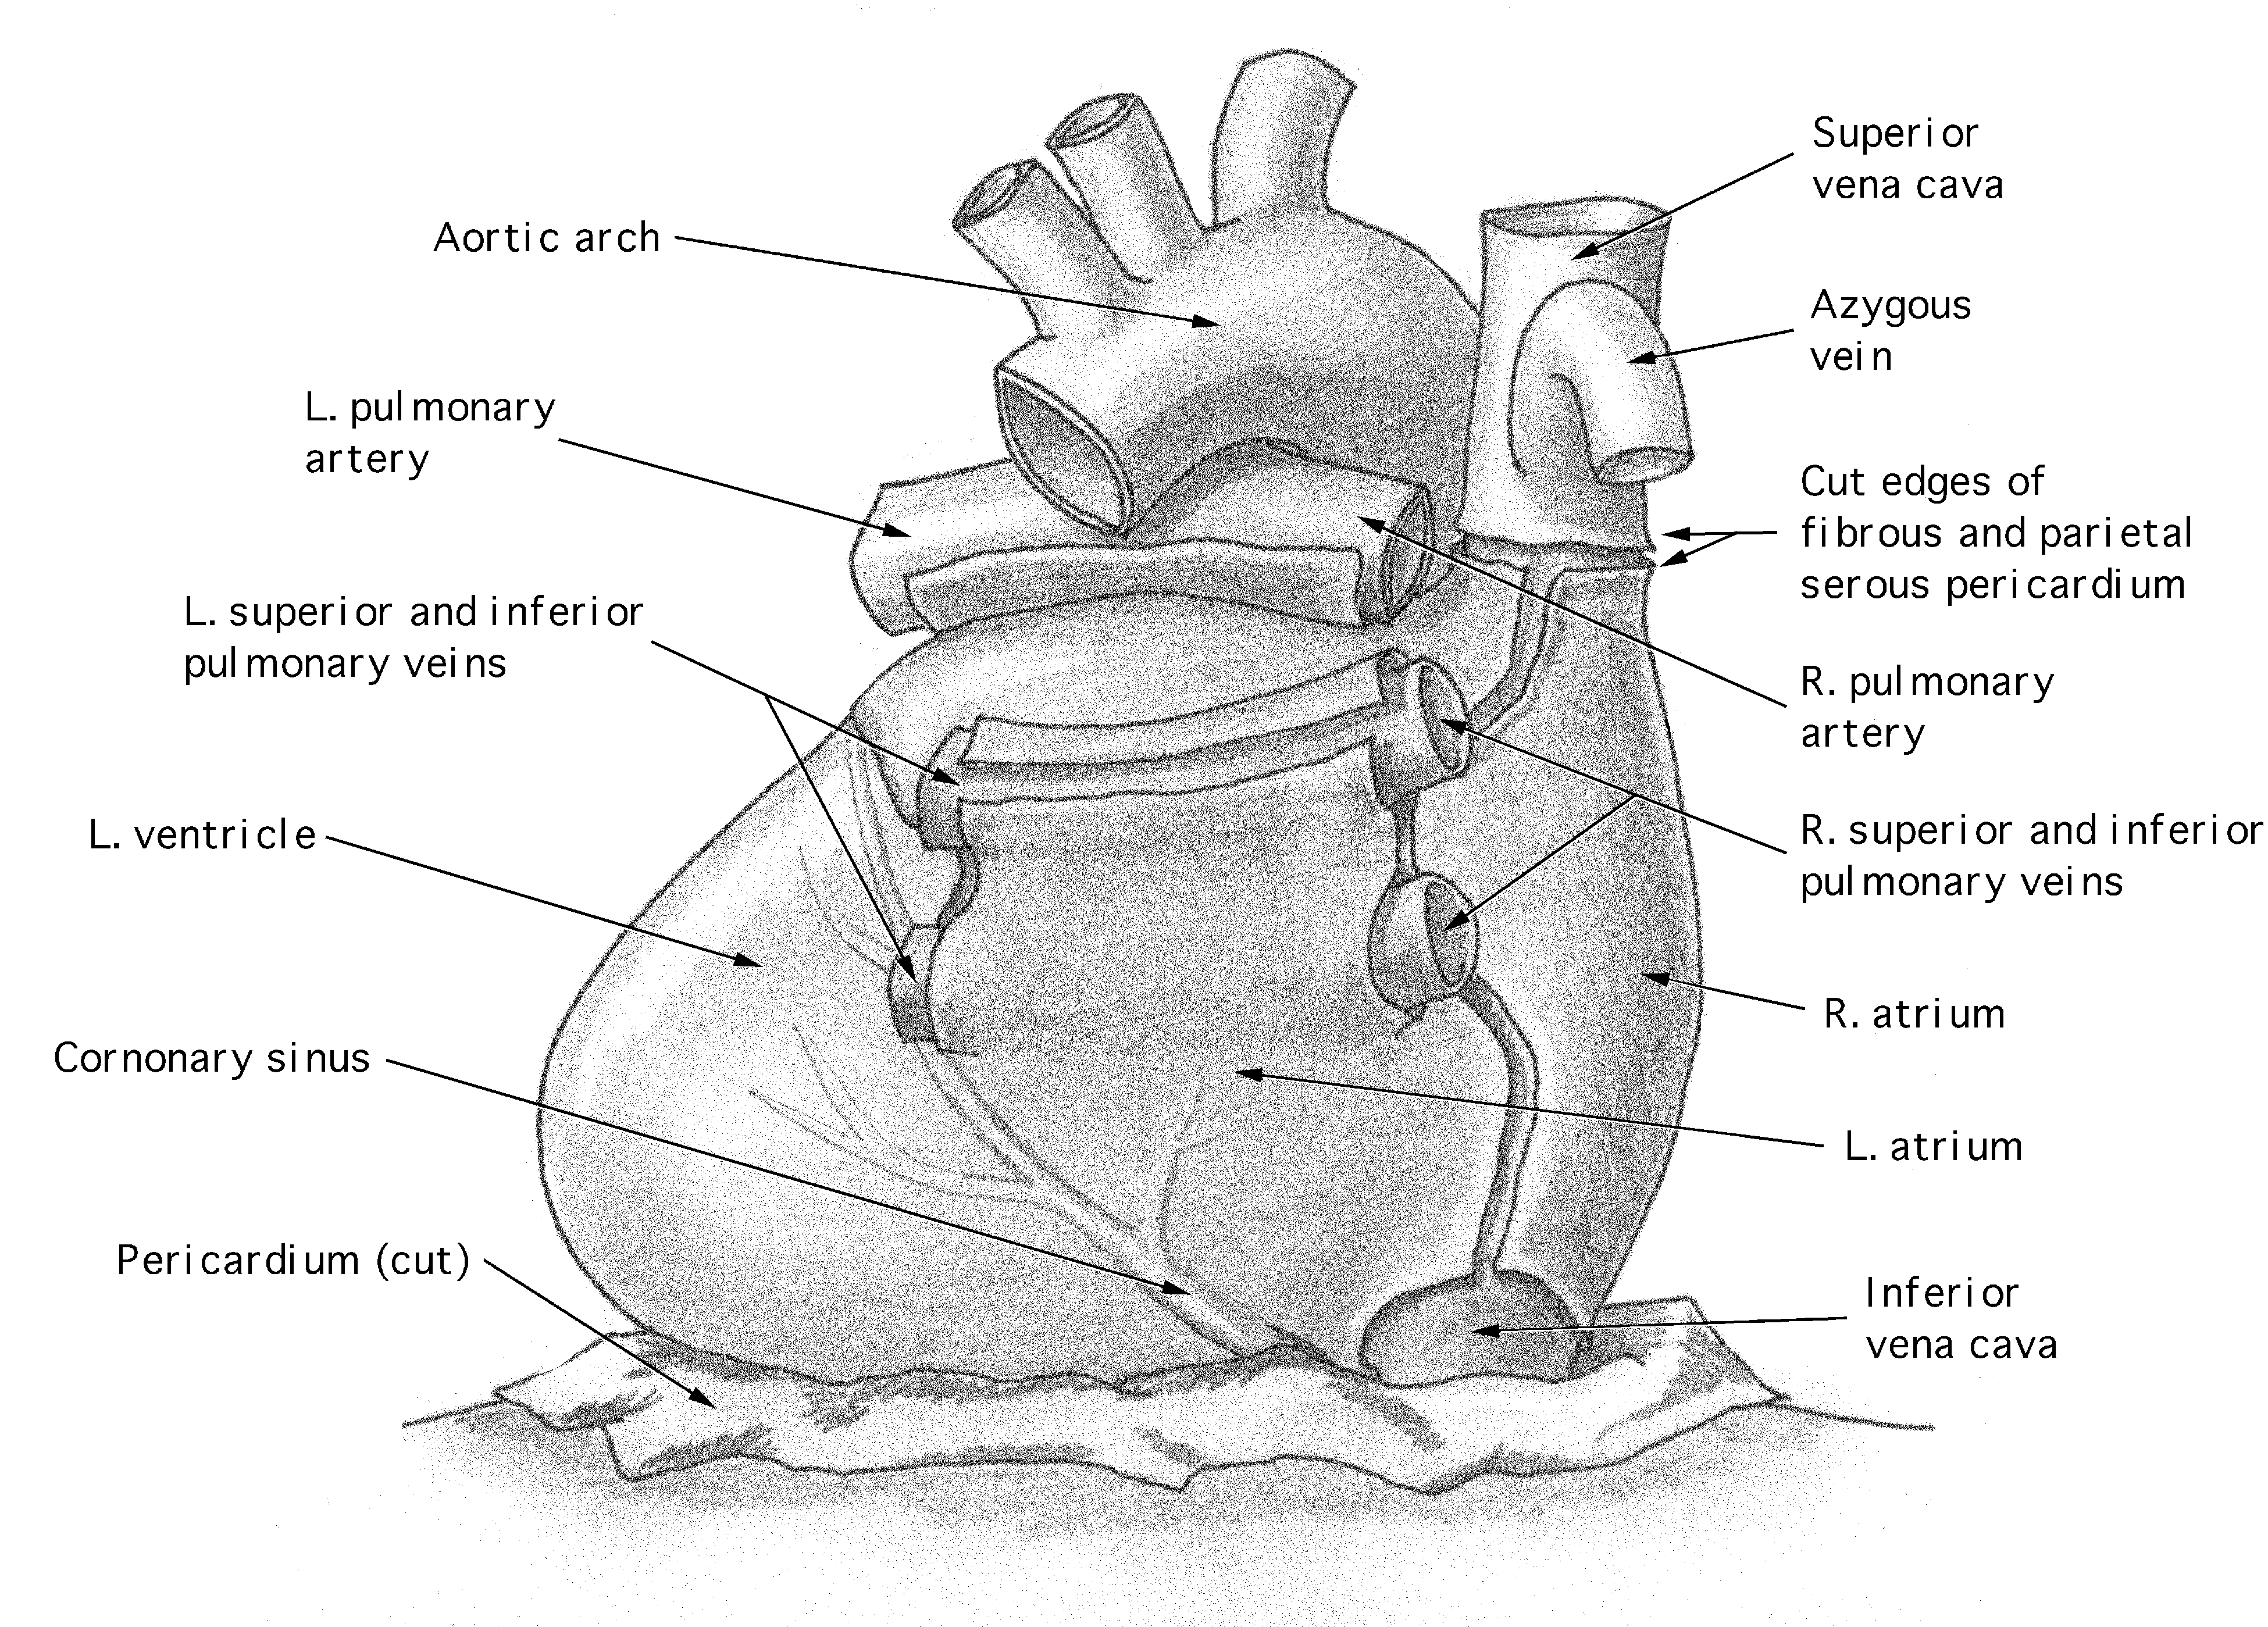 Aortic arch
L. pulmonary
artery
L. superior and inferior
pulmonary veins
L. ventricle
Cornonary sinus
Pericardium (cut)
Superior
vena cava
Azygous
vein
Cut edges of
fibrous and parietal
serous pericardium
R. pulmonary
artery
R. superior and inferior
pulmonary veins
R. atrium
L. atrium
Inferior
vena cava